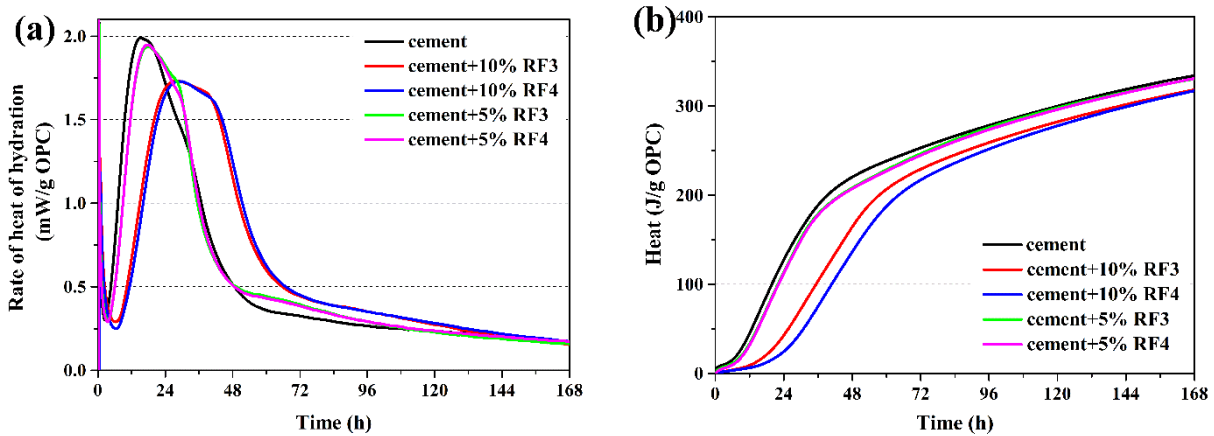 (a)
Rate of heat of hydration
(mW/g OPC)
2.0
1.5
1.0
0.5
0.0
cement
cement+10% RF3
cement+10% RF4
cement+5% RF3
cement+5% RF4
0 24 48 72 96 120 144 168
Time (h)
(b)
Heat (J/g OPC)
400
300
200
100
0
cement
cement+10% RF3
cement+10% RF4
cement+5% RF3
cement+5% RF4
0 24 48 72 96 120 144 168
Time (h)